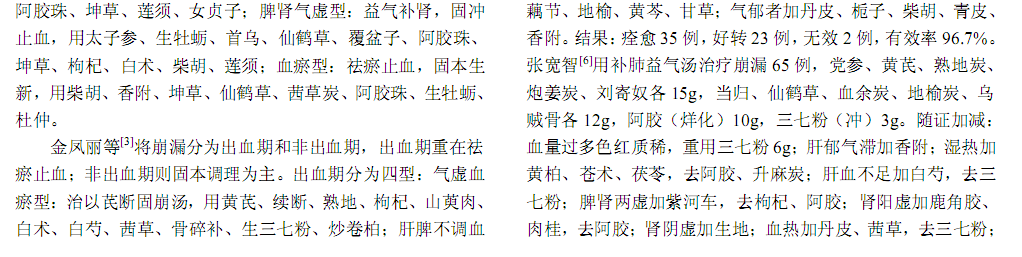 阿胶珠、坤草、莲须、女贞子；脾肾气虚型：益气补肾，固冲
止血，用太子参、生牡蛎、首乌、仙鹤草、覆盆子、阿胶珠、
坤草、枸杞、白术、柴胡、莲须；血瘀型：祛瘀止血，固本生
新，用柴胡、香附、坤草、仙鹤草、茜草炭、阿胶珠、生牡蛎、
杜仲。
金凤丽等[3]将崩漏分为出血期和非出血期，出血期重在祛
瘀止血；非出血期则固本调理为主。出血期分为四型：气虚血
瘀型：治以芪断固崩汤，用黄芪、续断、熟地、枸杞、山萸肉、
白术、白芍、茜草、骨碎补、生三七粉、炒卷柏；肝脾不调血
藕节、地榆、黄芩、甘草；气郁者加丹皮、栀子、柴胡、青皮、
香附。结果：痊愈 35 例，好转 23 例，无效 2 例，有效率 96.7%。
张宽智[6]用补肺益气汤治疗崩漏 65 例，党参、黄芪、熟地炭、
炮姜炭、刘寄奴各 15g，当归、仙鹤草、血余炭、地榆炭、乌
贼骨各 12g，阿胶（烊化）10g，三七粉（冲）3g。随证加减：
血量过多色红质稀，重用三七粉 6g；肝郁气滞加香附；湿热加
黄柏、苍术、茯苓，去阿胶、升麻炭；肝血不足加白芍，去三
七粉；脾肾两虚加紫河车，去枸杞、阿胶；肾阳虚加鹿角胶、
肉桂，去阿胶；肾阴虚加生地；血热加丹皮、茜草，去三七粉；